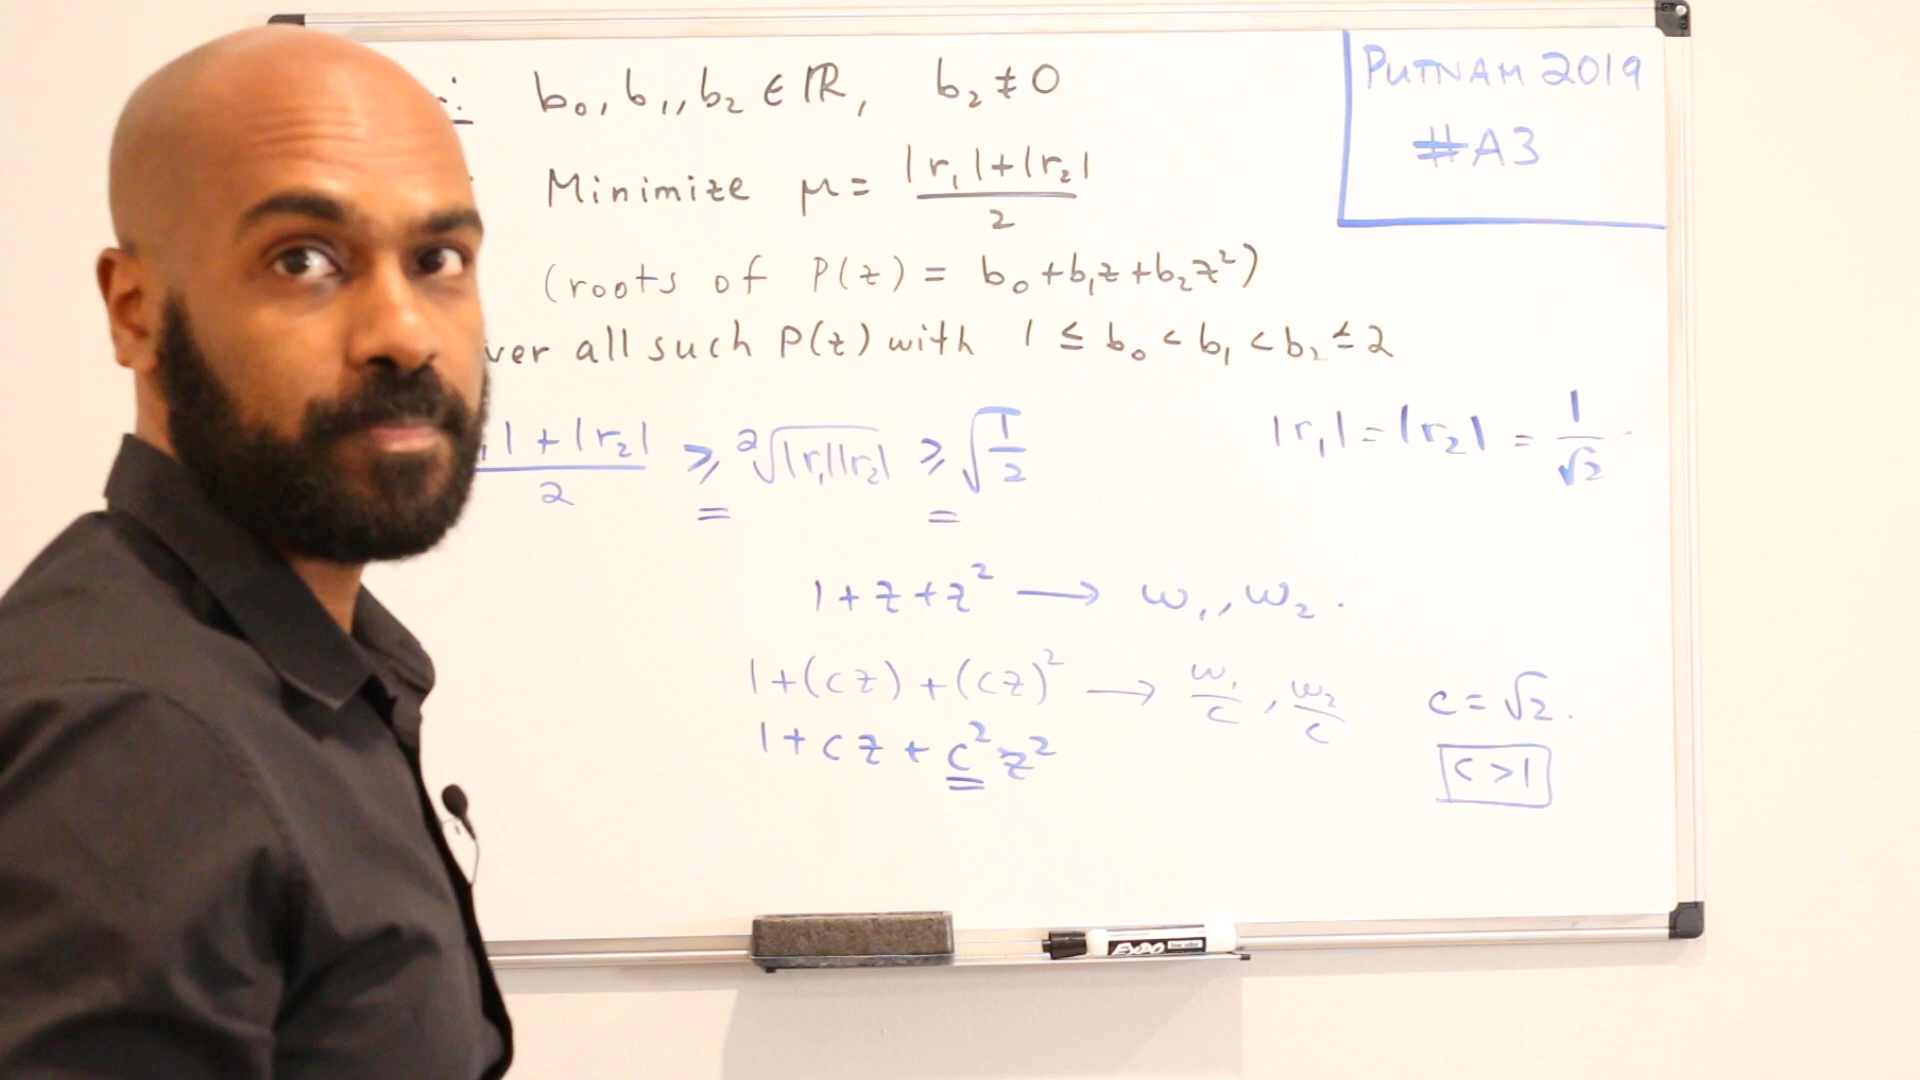 b₀, b₁, b₂ ∈ ℝ, b₂ ≠ 0
PUTNAM 2019
#A3
Minimize μ = (|r₁|+|r₂|)/2
(roots of P(z) = b₀+b₁z+b₂z²)
all such P(z) with 1 ≤ b₀ < b₁ < b₂ ≤ 2
|+|r₂|/2 ≥ ²√|r₁||r₂| ≥ √1/2
= =
|r₁| = |r₂| = 1/√2
1+z+z² → ω₁, ω₂.
1+(cz)+(cz)² → ω₁/c, ω₂/c
c = √2.
1+cz+c²z²
c>1
EXPO